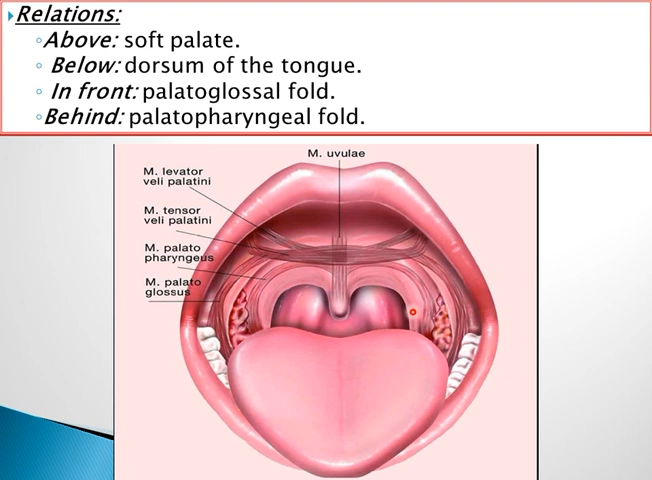 Relations:
Above: soft palate.
Below: dorsum of the tongue.
In front: palatoglossal fold.
Behind: palatopharyngeal fold.
M. uvulae
M. levator
veli palatini
M. tensor
veli palatini
M. palato
pharyngeus
M. palato
glossus